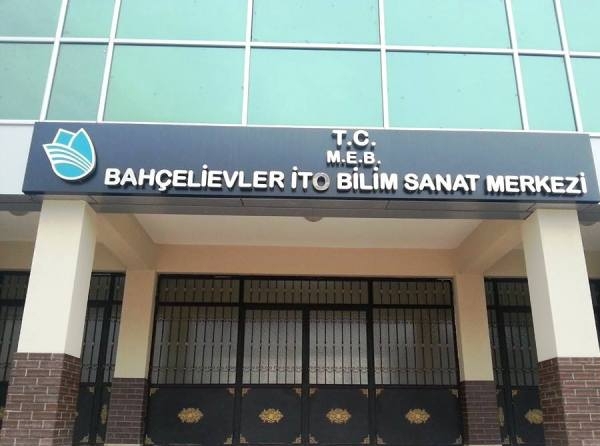 T.C.
M.E.B.
BAHÇELİEVLER İTO BİLİM SANAT MERKEZİ